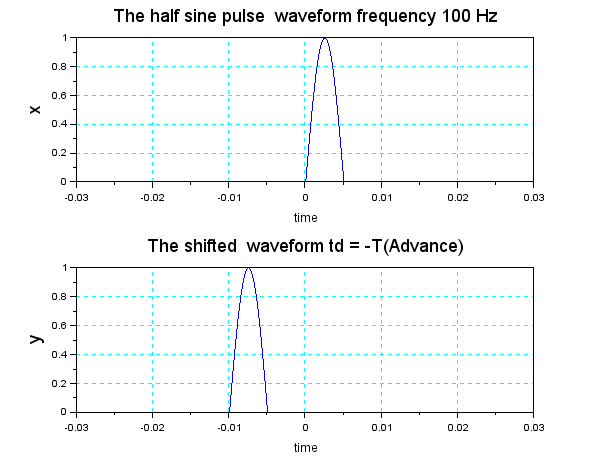 The half sine pulse  waveform frequency 100 Hz
1
0.8
0.6
x
0.4
0.2
0
-0.03 -0.02 -0.01 0 0.01 0.02 0.03
time
The shifted  waveform td = -T(Advance)
1
0.8
0.6
y
0.4
0.2
0
-0.03 -0.02 -0.01 0 0.01 0.02 0.03
time